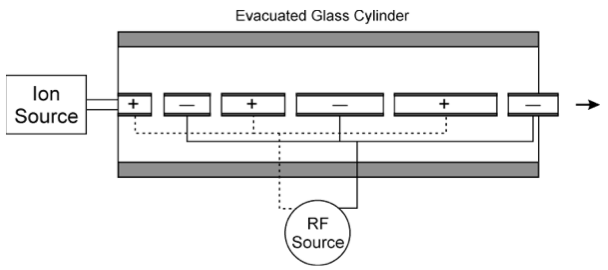 Evacuated Glass Cylinder
Ion
Source
+ — + — + —
RF
Source